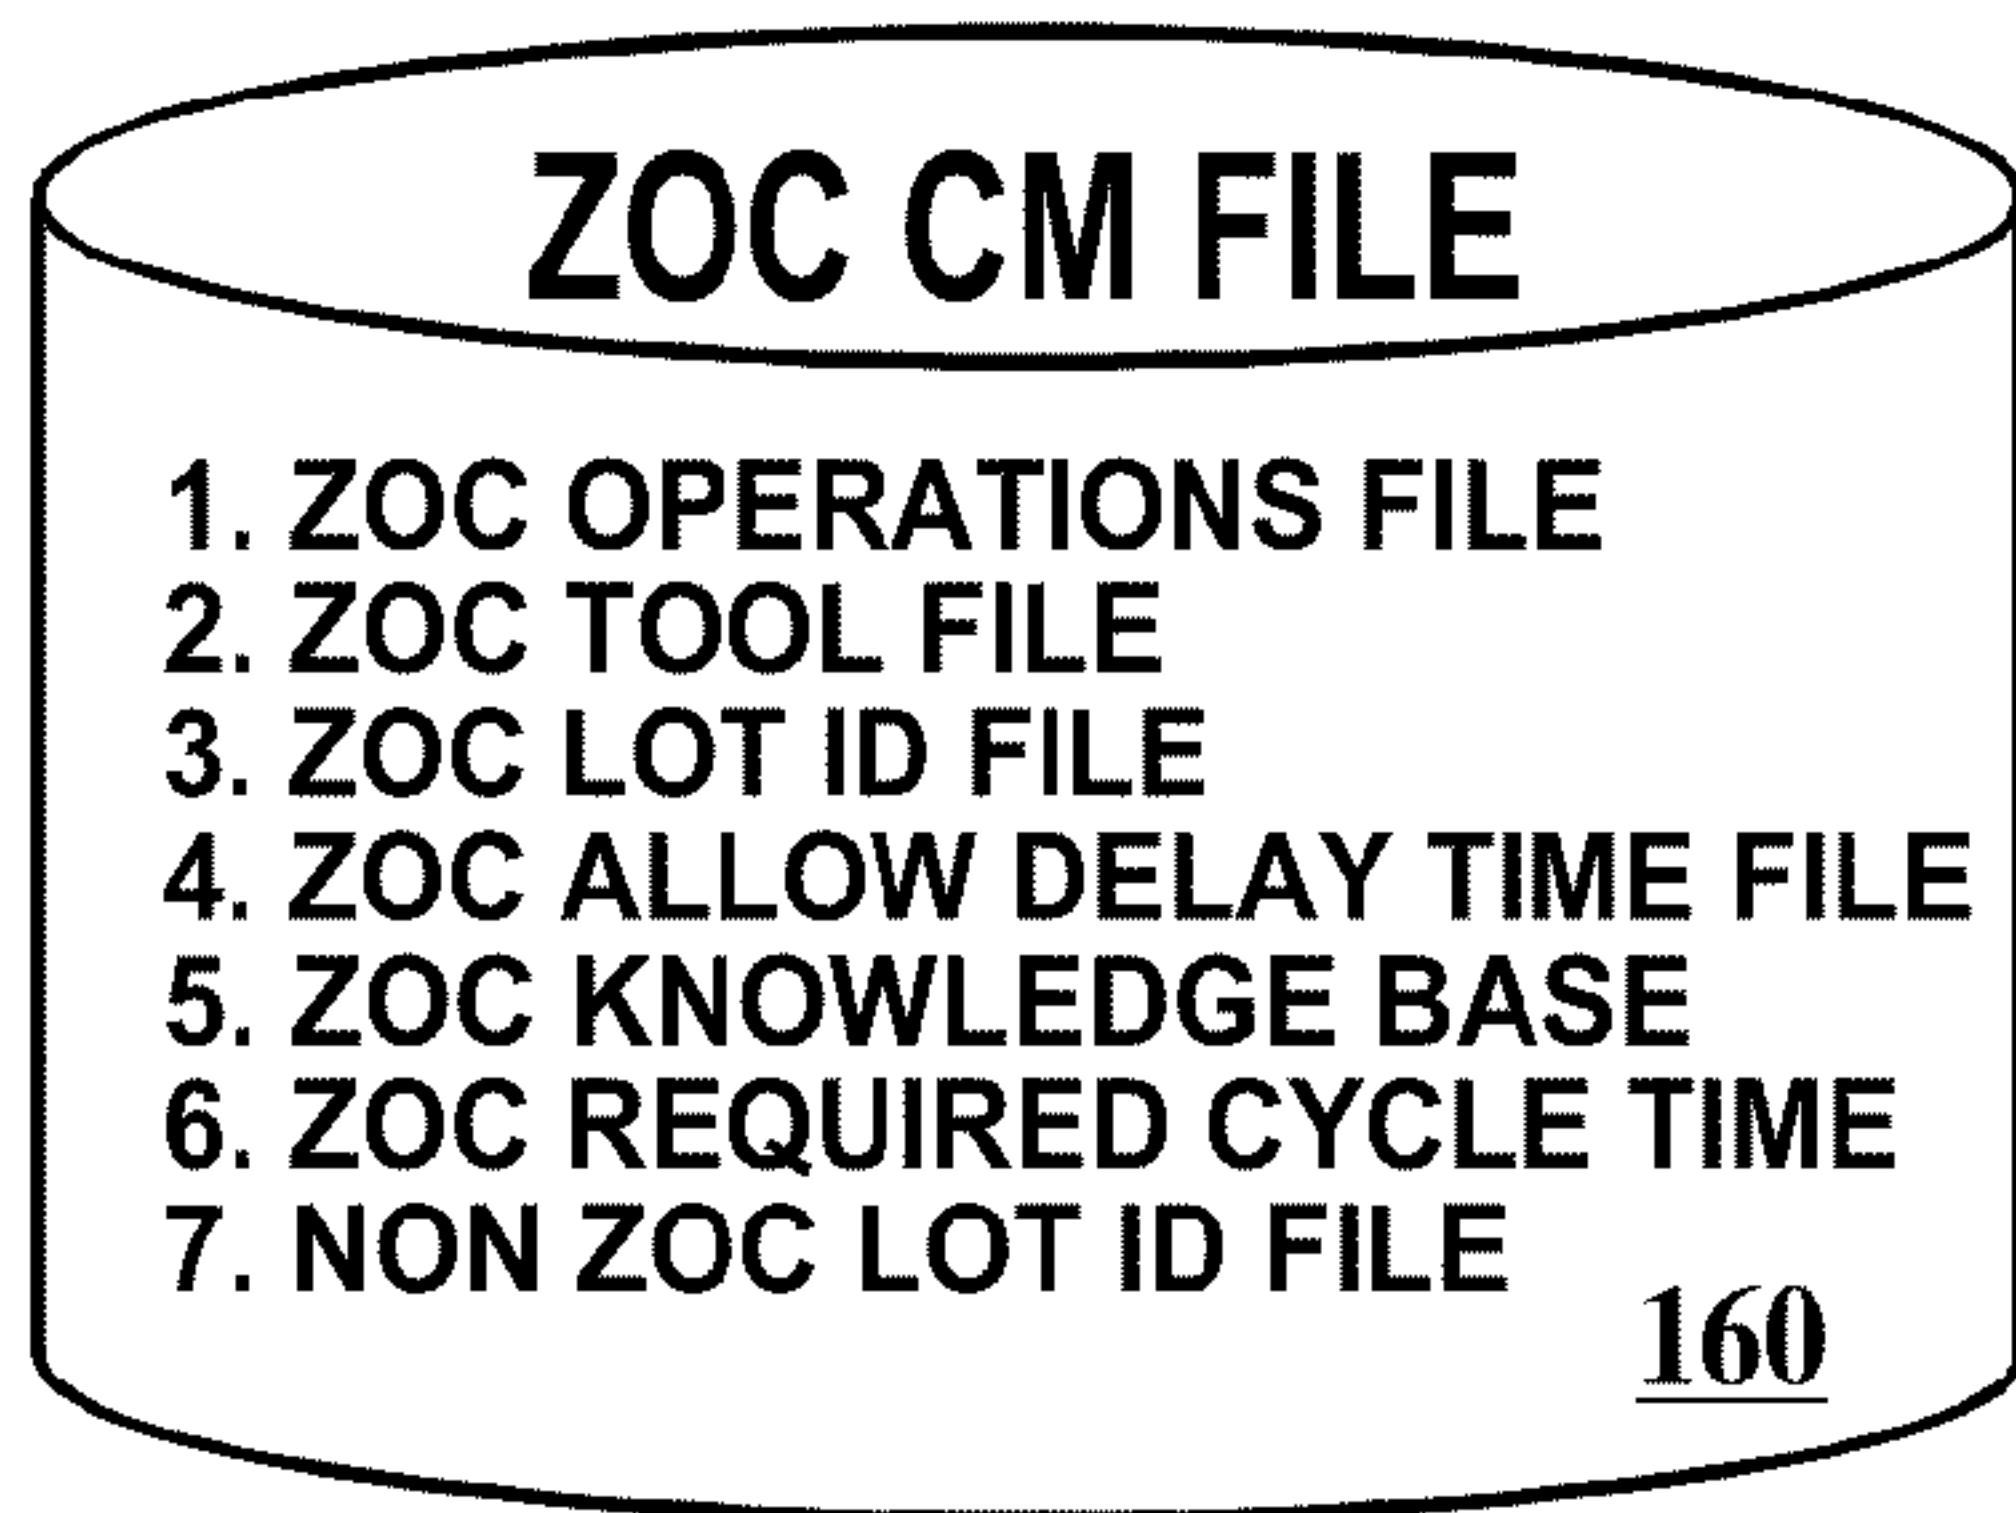 ZOC CM FILE
1. ZOC OPERATIONS FILE
2. ZOC TOOL FILE
3. ZOC LOT ID FILE
4. ZOC ALLOW DELAY TIME FILE
5. ZOC KNOWLEDGE BASE
6. ZOC REQUIRED CYCLE TIME
7. NON ZOC LOT ID FILE
160